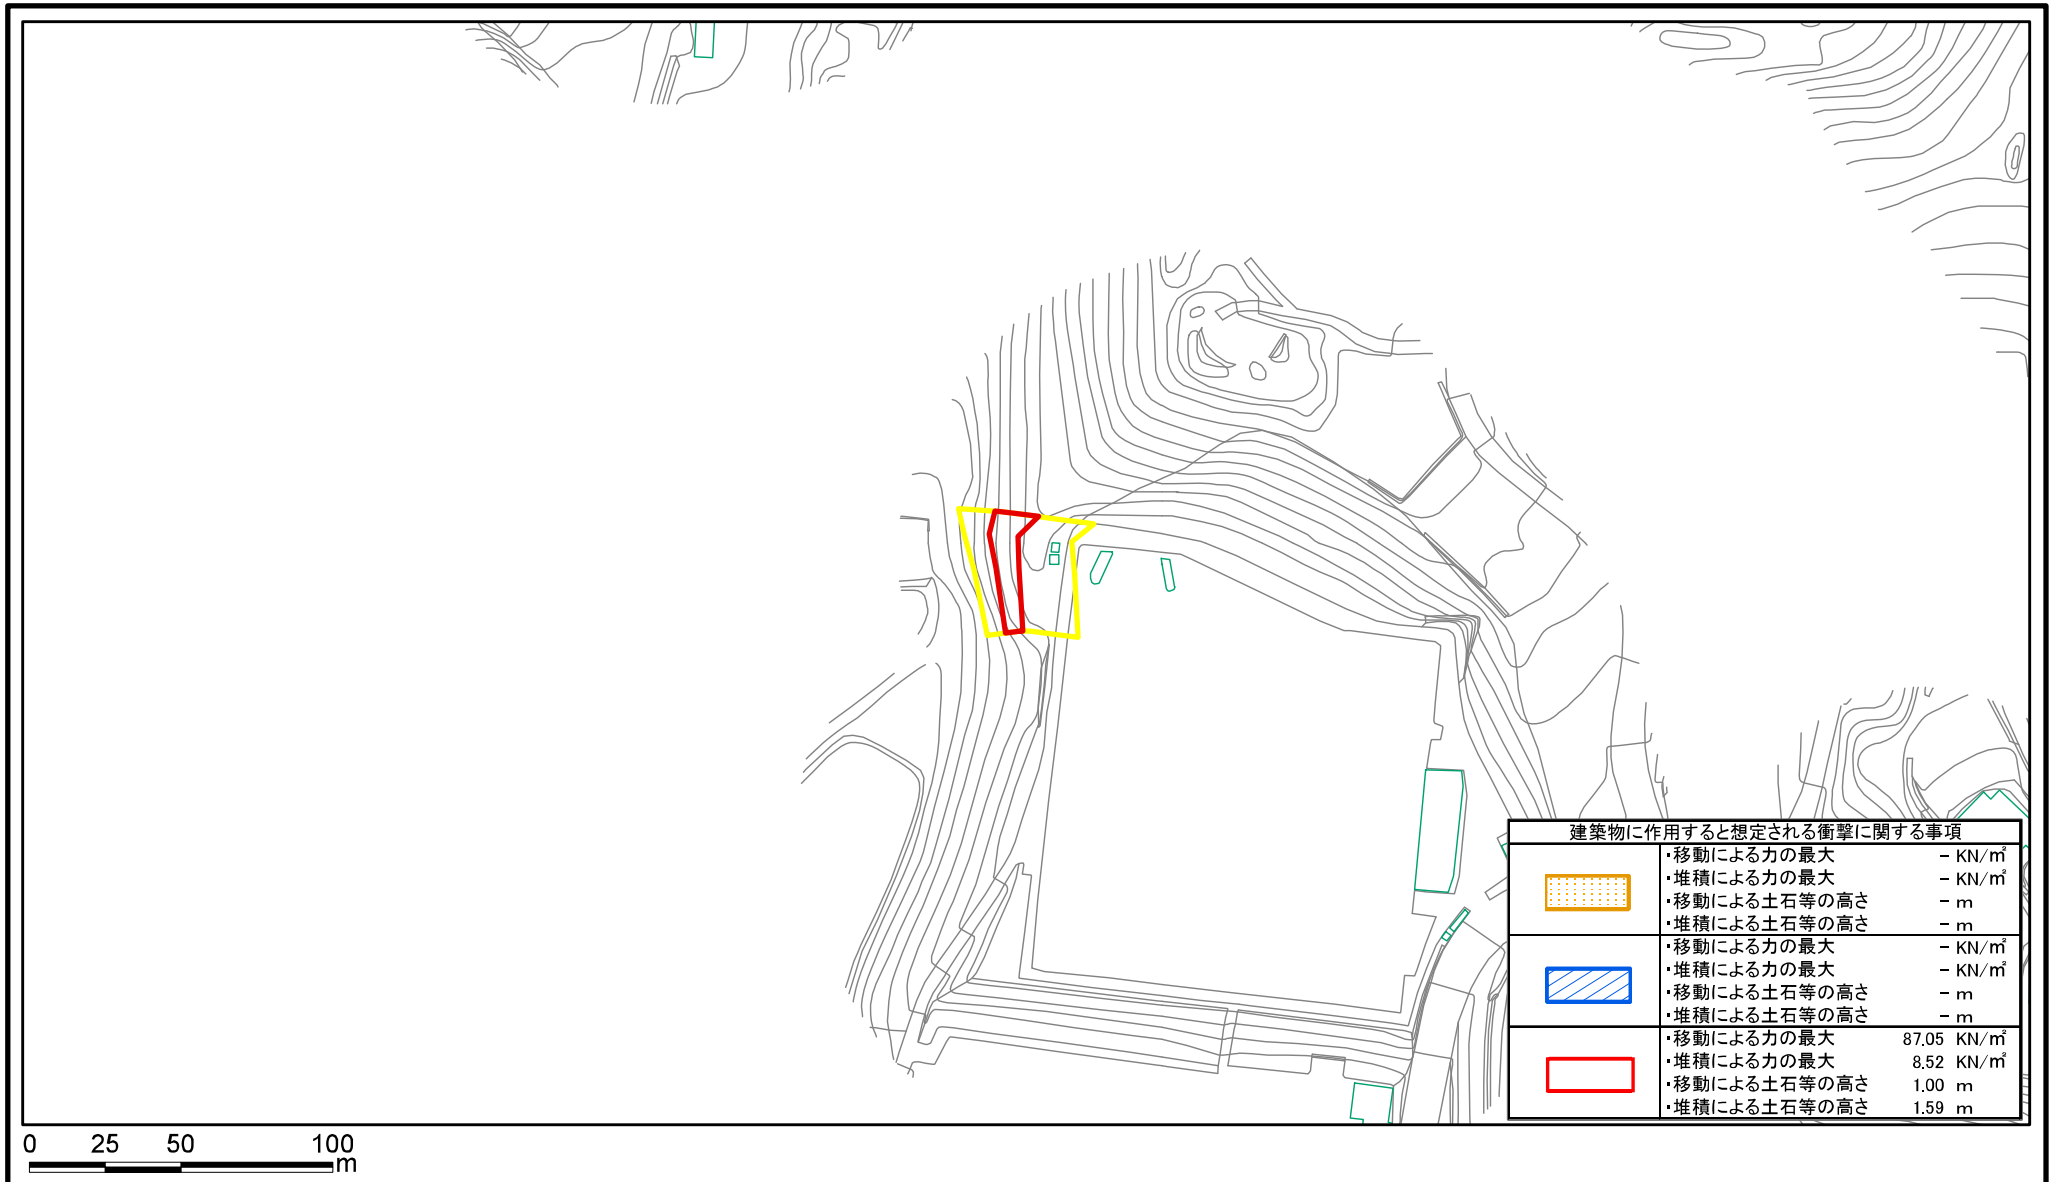 建築物に作用すると想定される衝撃に関する事項
・移動による力の最大 － KN/㎡
・堆積による力の最大 － KN/㎡
・移動による土石等の高さ － m
・堆積による土石等の高さ － m
・移動による力の最大 － KN/㎡
・堆積による力の最大 － KN/㎡
・移動による土石等の高さ － m
・堆積による土石等の高さ － m
・移動による力の最大 87.05 KN/㎡
・堆積による力の最大 8.52 KN/㎡
・移動による土石等の高さ 1.00 m
・堆積による土石等の高さ 1.59 m
0 25 50 100
m